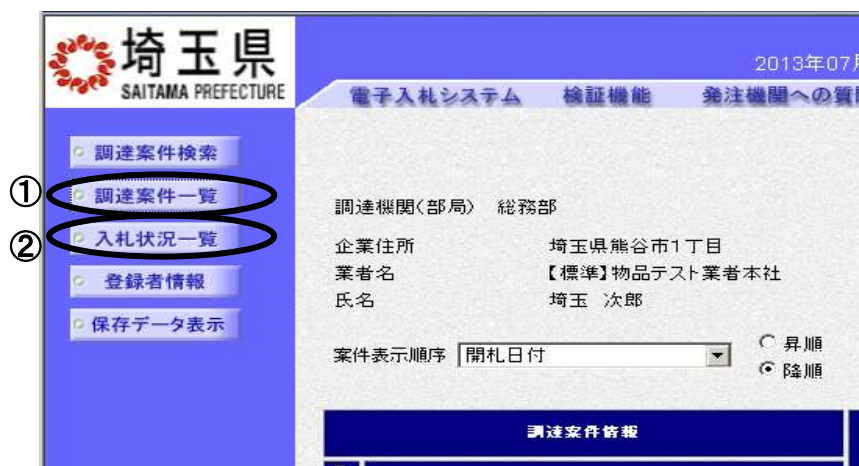 埼玉県
SAITAMA PREFECTURE
2013年07月
電子入札システム 検証機能 発注機関への質問
調達案件検索
① 調達案件一覧
② 入札状況一覧
登録者情報
保存データ表示
調達機関(部局) 総務部
企業住所 埼玉県熊谷市1丁目
業者名 【標準】物品テスト業者本社
氏名 埼玉 次郎
案件表示順序 開札日付
昇順
降順
調達案件情報